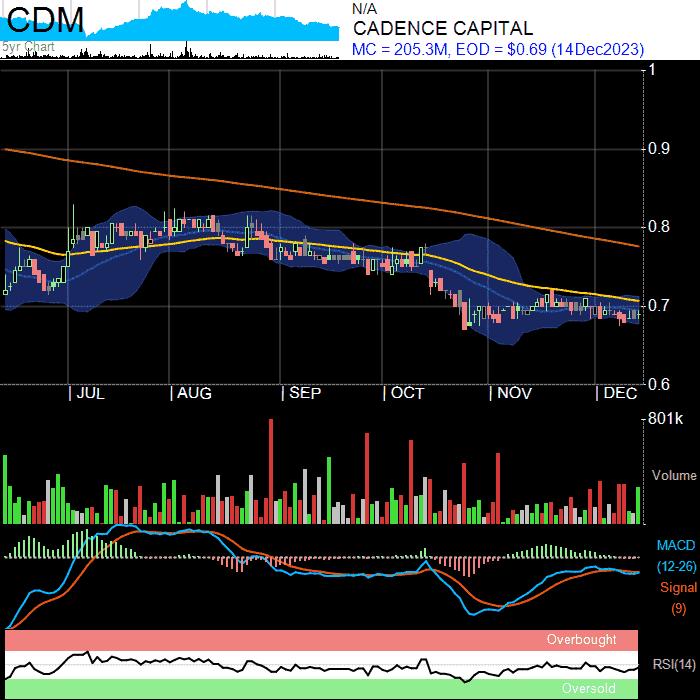 CDM
5yr Chart
N/A
CADENCE CAPITAL
MC = 205.3M, EOD = $0.69 (14Dec2023)
1
0.9
0.8
0.7
0.6
JUL AUG SEP OCT NOV DEC
801k
Volume
MACD
(12-26)
Signal
(9)
Overbought
RSI(14)
Oversold